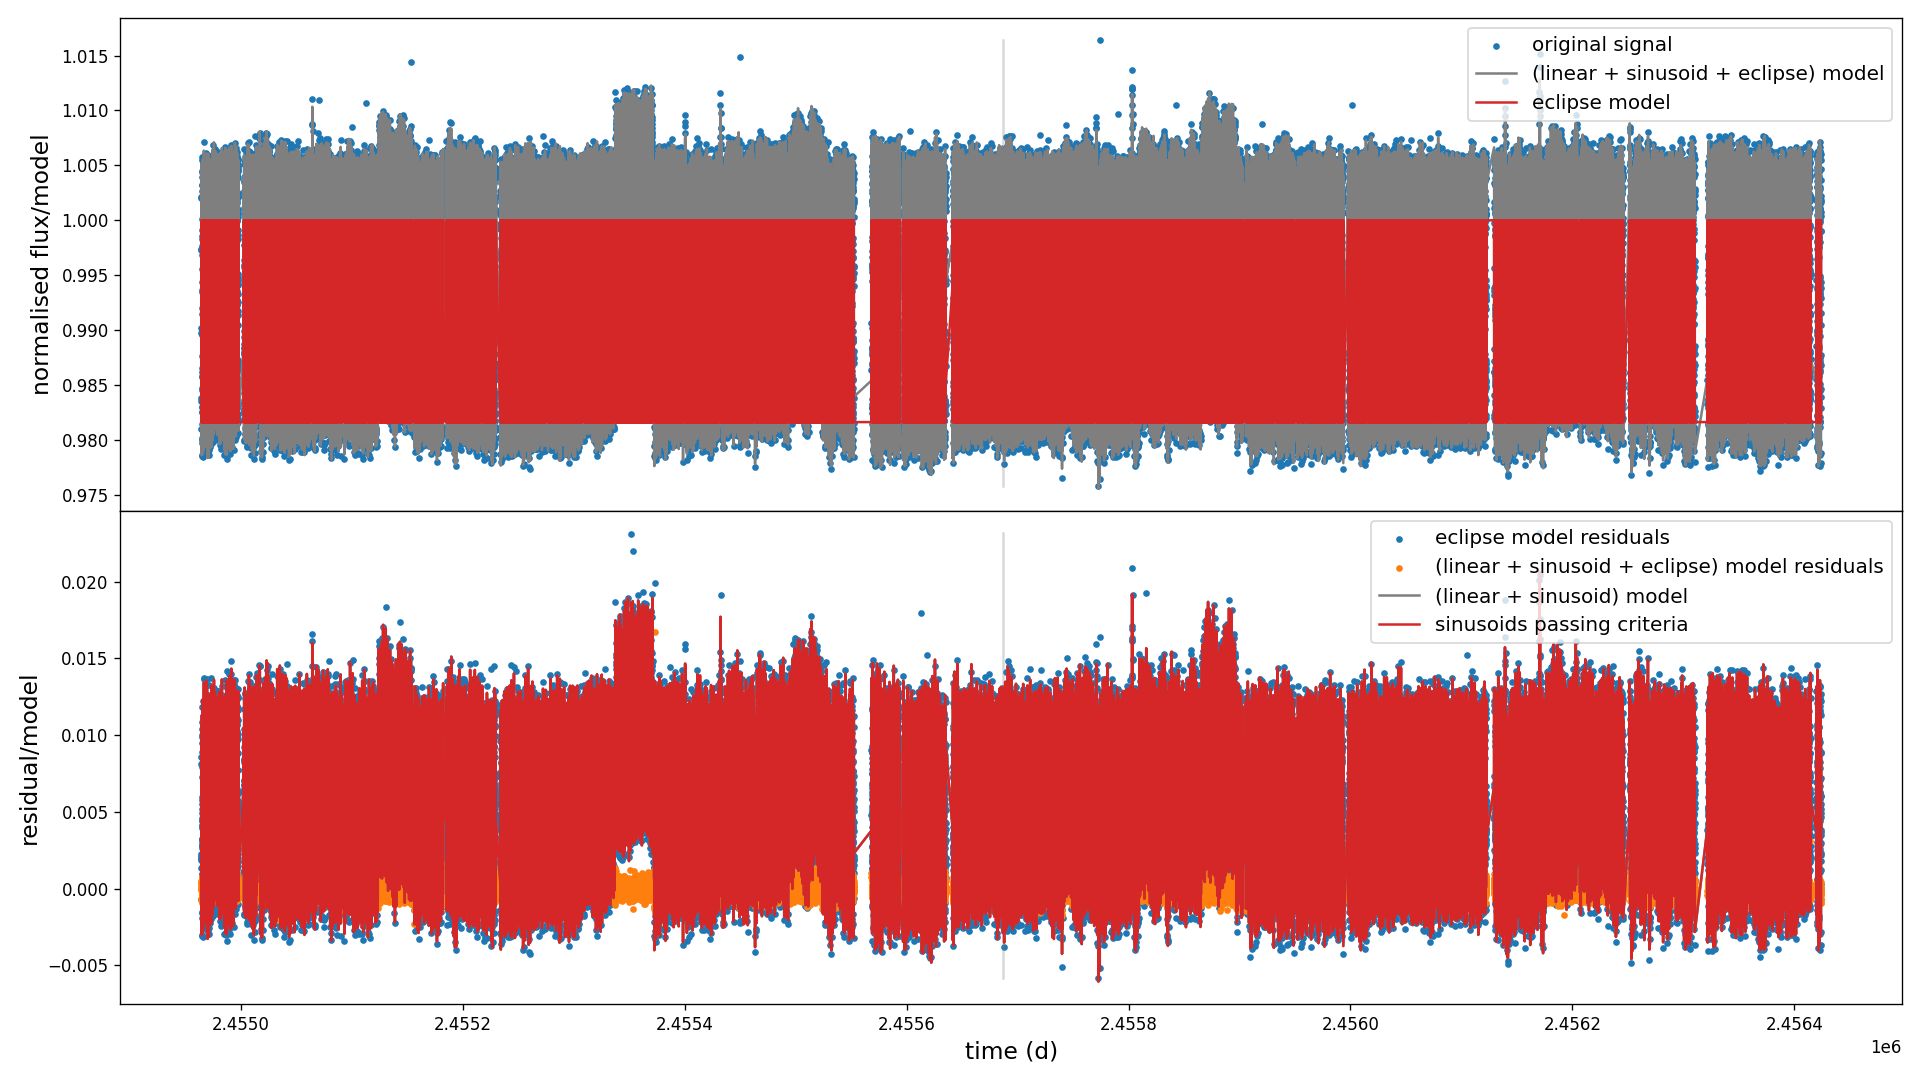 original signal
(linear + sinusoid + eclipse) model
eclipse model
1.015
1.010
1.005
1.000
0.995
0.990
0.985
0.980
0.975
normalised flux/model
eclipse model residuals
(linear + sinusoid + eclipse) model residuals
(linear + sinusoid) model
sinusoids passing criteria
0.020
0.015
0.010
0.005
0.000
−0.005
residual/model
2.4550 2.4552 2.4554 2.4556 2.4558 2.4560 2.4562 2.4564
1e6
time (d)